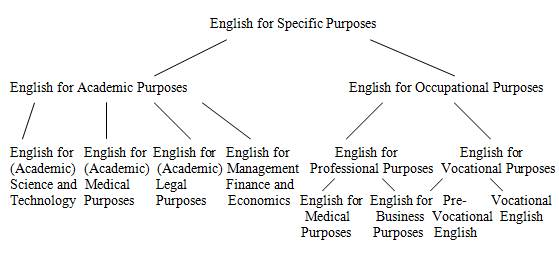 English for Specific Purposes
English for Academic Purposes
English for Occupational Purposes
English for
(Academic)
Science and
Technology
English for
(Academic)
Medical
Purposes
English for
(Academic)
Legal
Purposes
English for
Management
Finance and
Economics
English for
Professional Purposes
English for
Vocational Purposes
English for
Medical
Purposes
English for
Business
Purposes
Pre-
Vocational
English
Vocational
English